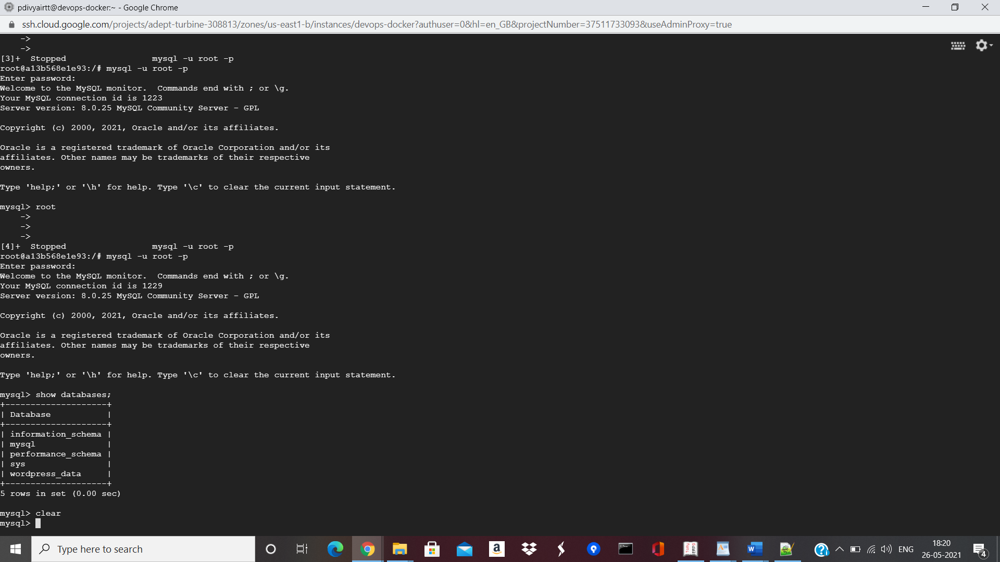 pdivyairtt@devops-docker:~ - Google Chrome
ssh.cloud.google.com/projects/adept-turbine-308813/zones/us-east1-b/instances/devops-docker?authuser=0&hl=en_GB&projectNumber=37511733093&useAdminProxy=true
->
->
[3]+  Stopped                 mysql -u root -p
root@a13b568e1e93:/# mysql -u root -p
Enter password:
Welcome to the MySQL monitor.  Commands end with ; or \g.
Your MySQL connection id is 1223
Server version: 8.0.25 MySQL Community Server - GPL
Copyright (c) 2000, 2021, Oracle and/or its affiliates.
Oracle is a registered trademark of Oracle Corporation and/or its
affiliates. Other names may be trademarks of their respective
owners.
Type 'help;' or '\h' for help. Type '\c' to clear the current input statement.
mysql> root
->
->
->
[4]+  Stopped                 mysql -u root -p
root@a13b568e1e93:/# mysql -u root -p
Enter password:
Welcome to the MySQL monitor.  Commands end with ; or \g.
Your MySQL connection id is 1229
Server version: 8.0.25 MySQL Community Server - GPL
Copyright (c) 2000, 2021, Oracle and/or its affiliates.
Oracle is a registered trademark of Oracle Corporation and/or its
affiliates. Other names may be trademarks of their respective
owners.
Type 'help;' or '\h' for help. Type '\c' to clear the current input statement.
mysql> show databases;
+--------------------+
| Database           |
+--------------------+
| information_schema |
| mysql              |
| performance_schema |
| sys                |
| wordpress_data     |
+--------------------+
5 rows in set (0.00 sec)
mysql> clear
mysql>
Type here to search
ENG
18:20
26-05-2021
4